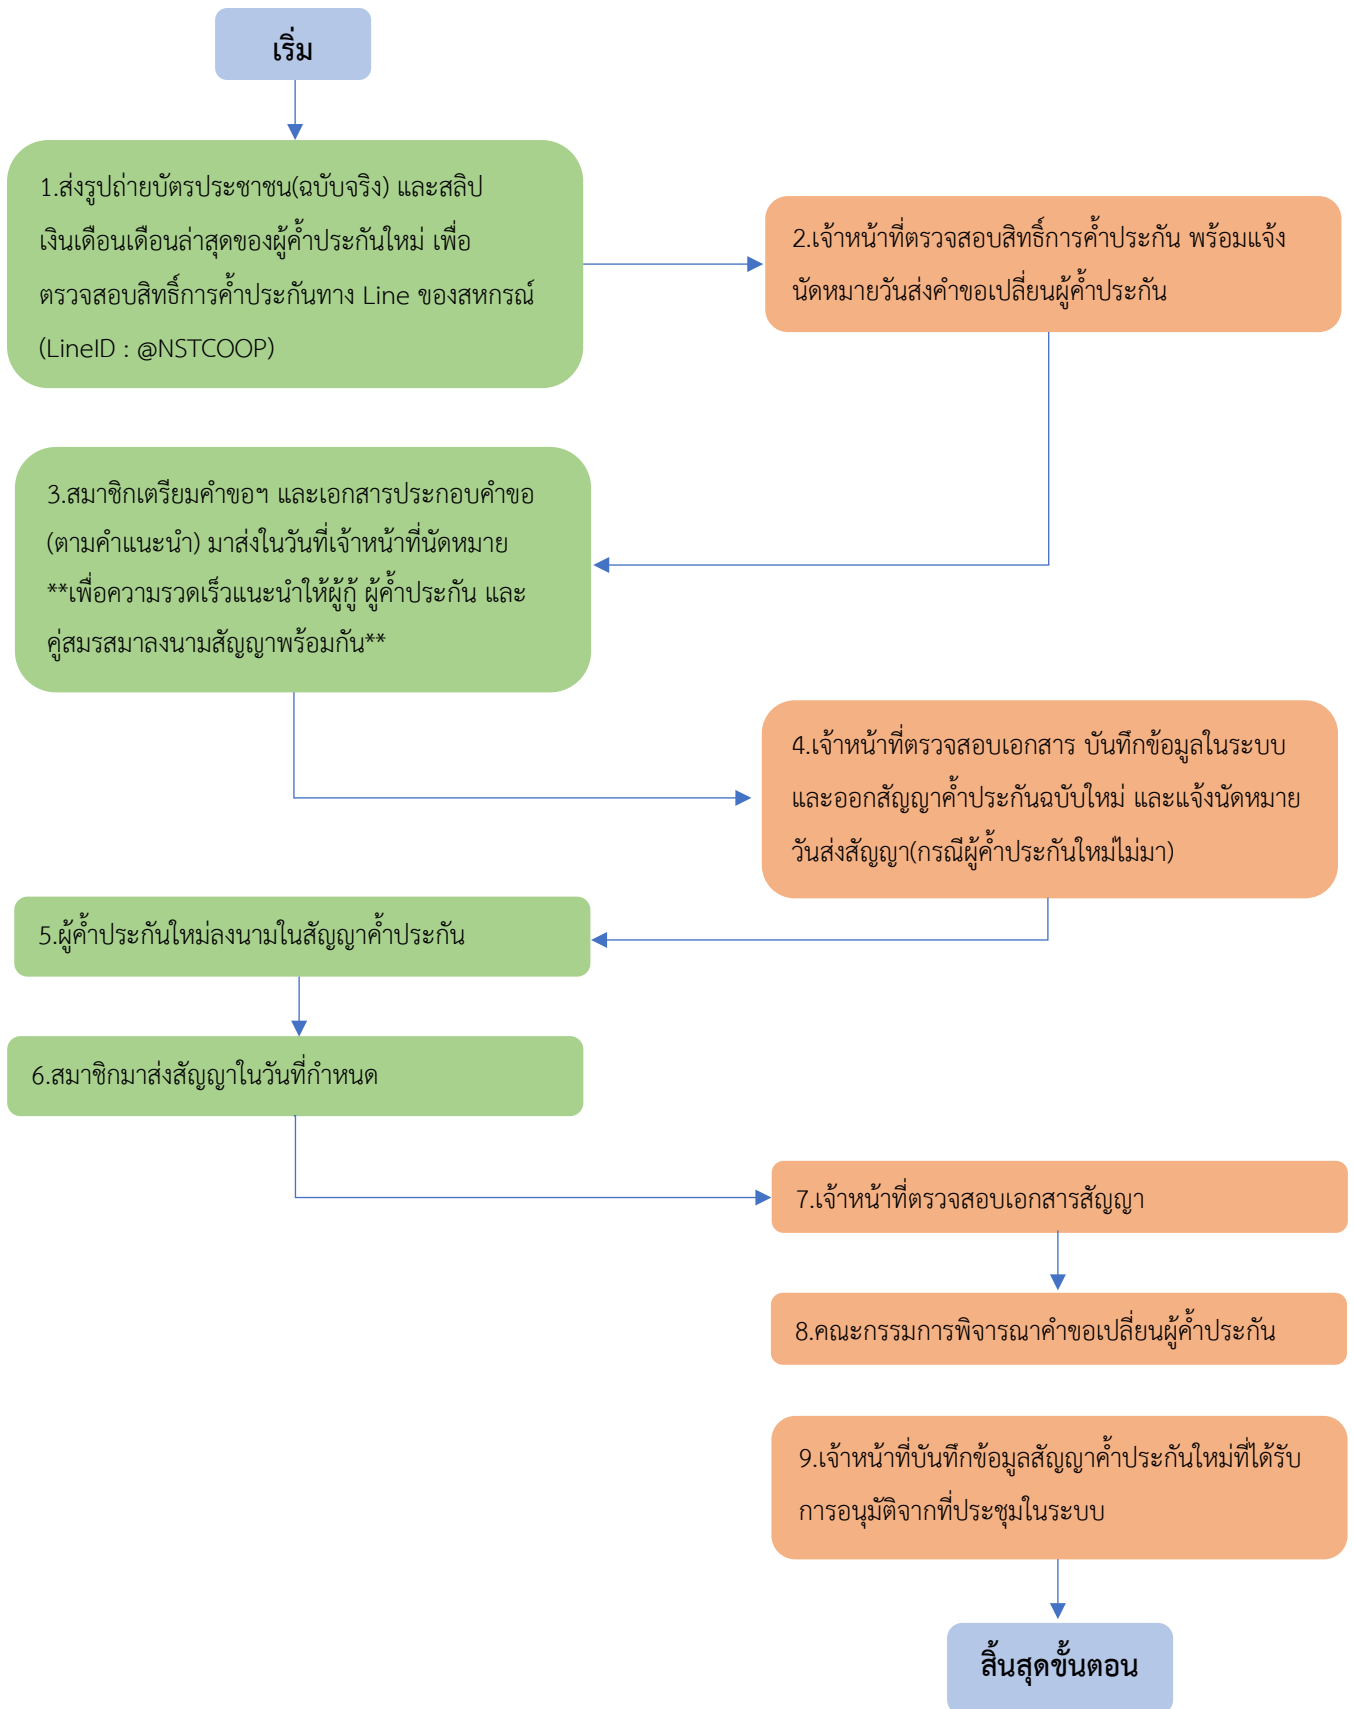 เริ่ม
1.ส่งรูปถ่ายบัตรประชาชน(ฉบับจริง) และสลิป
เงินเดือนเดือนล่าสุดของผู้ค้ำประกันใหม่ เพื่อ
ตรวจสอบสิทธิ์การค้ำประกันทาง Line ของสหกรณ์
(LineID : @NSTCOOP)
2.เจ้าหน้าที่ตรวจสอบสิทธิ์การค้ำประกัน พร้อมแจ้ง
นัดหมายวันส่งคำขอเปลี่ยนผู้ค้ำประกัน
3.สมาชิกเตรียมคำขอฯ และเอกสารประกอบคำขอ
(ตามคำแนะนำ) มาส่งในวันที่เจ้าหน้าที่นัดหมาย
**เพื่อความรวดเร็วแนะนำให้ผู้กู้ ผู้ค้ำประกัน และ
คู่สมรสมาลงนามสัญญาพร้อมกัน**
4.เจ้าหน้าที่ตรวจสอบเอกสาร บันทึกข้อมูลในระบบ
และออกสัญญาค้ำประกันฉบับใหม่ และแจ้งนัดหมาย
วันส่งสัญญา(กรณีผู้ค้ำประกันใหม่ไม่มา)
5.ผู้ค้ำประกันใหม่ลงนามในสัญญาค้ำประกัน
6.สมาชิกมาส่งสัญญาในวันที่กำหนด
7.เจ้าหน้าที่ตรวจสอบเอกสารสัญญา
8.คณะกรรมการพิจารณาคำขอเปลี่ยนผู้ค้ำประกัน
9.เจ้าหน้าที่บันทึกข้อมูลสัญญาค้ำประกันใหม่ที่ได้รับ
การอนุมัติจากที่ประชุมในระบบ
สิ้นสุดขั้นตอน